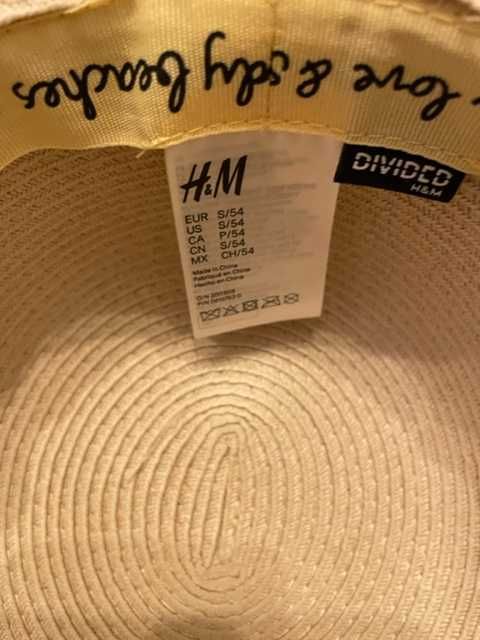 love & sandy beaches
H&M
DIVIDED
H&M
EUR S/54
US S/54
CA P/54
CN S/54
MX CH/54
Made in China
Fabriqué en Chine
Hecho en China